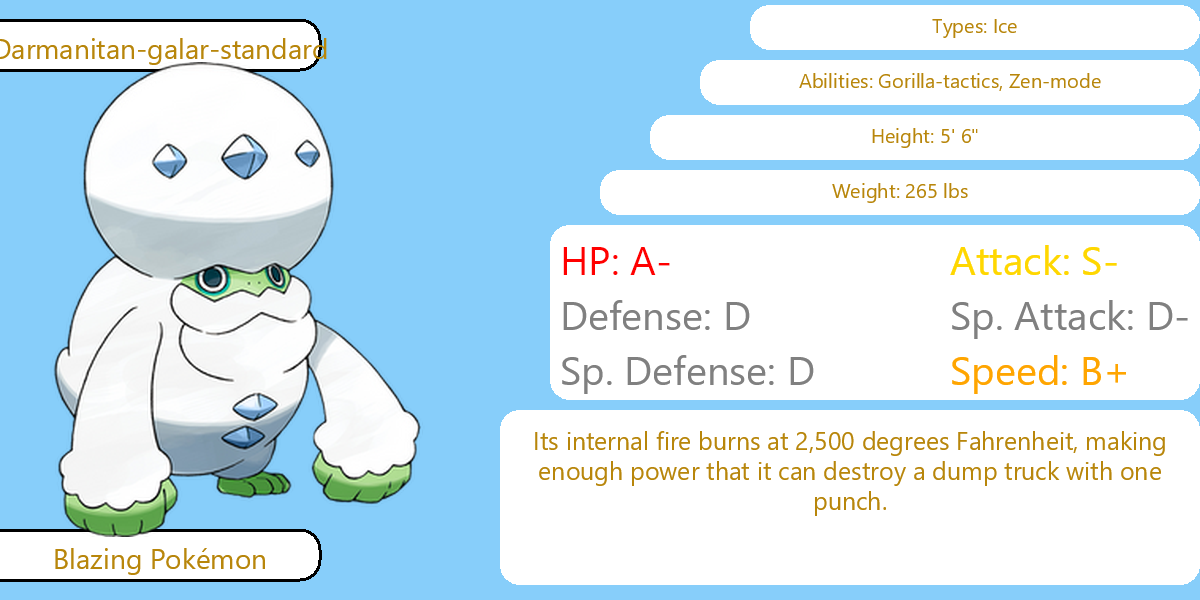 Darmanitan-galar-standard
Types: Ice
Abilities: Gorilla-tactics, Zen-mode
Height: 5' 6"
Weight: 265 lbs
HP: A-
Attack: S-
Defense: D
Sp. Attack: D-
Sp. Defense: D
Speed: B+
Its internal fire burns at 2,500 degrees Fahrenheit, making
enough power that it can destroy a dump truck with one
punch.
Blazing Pokémon